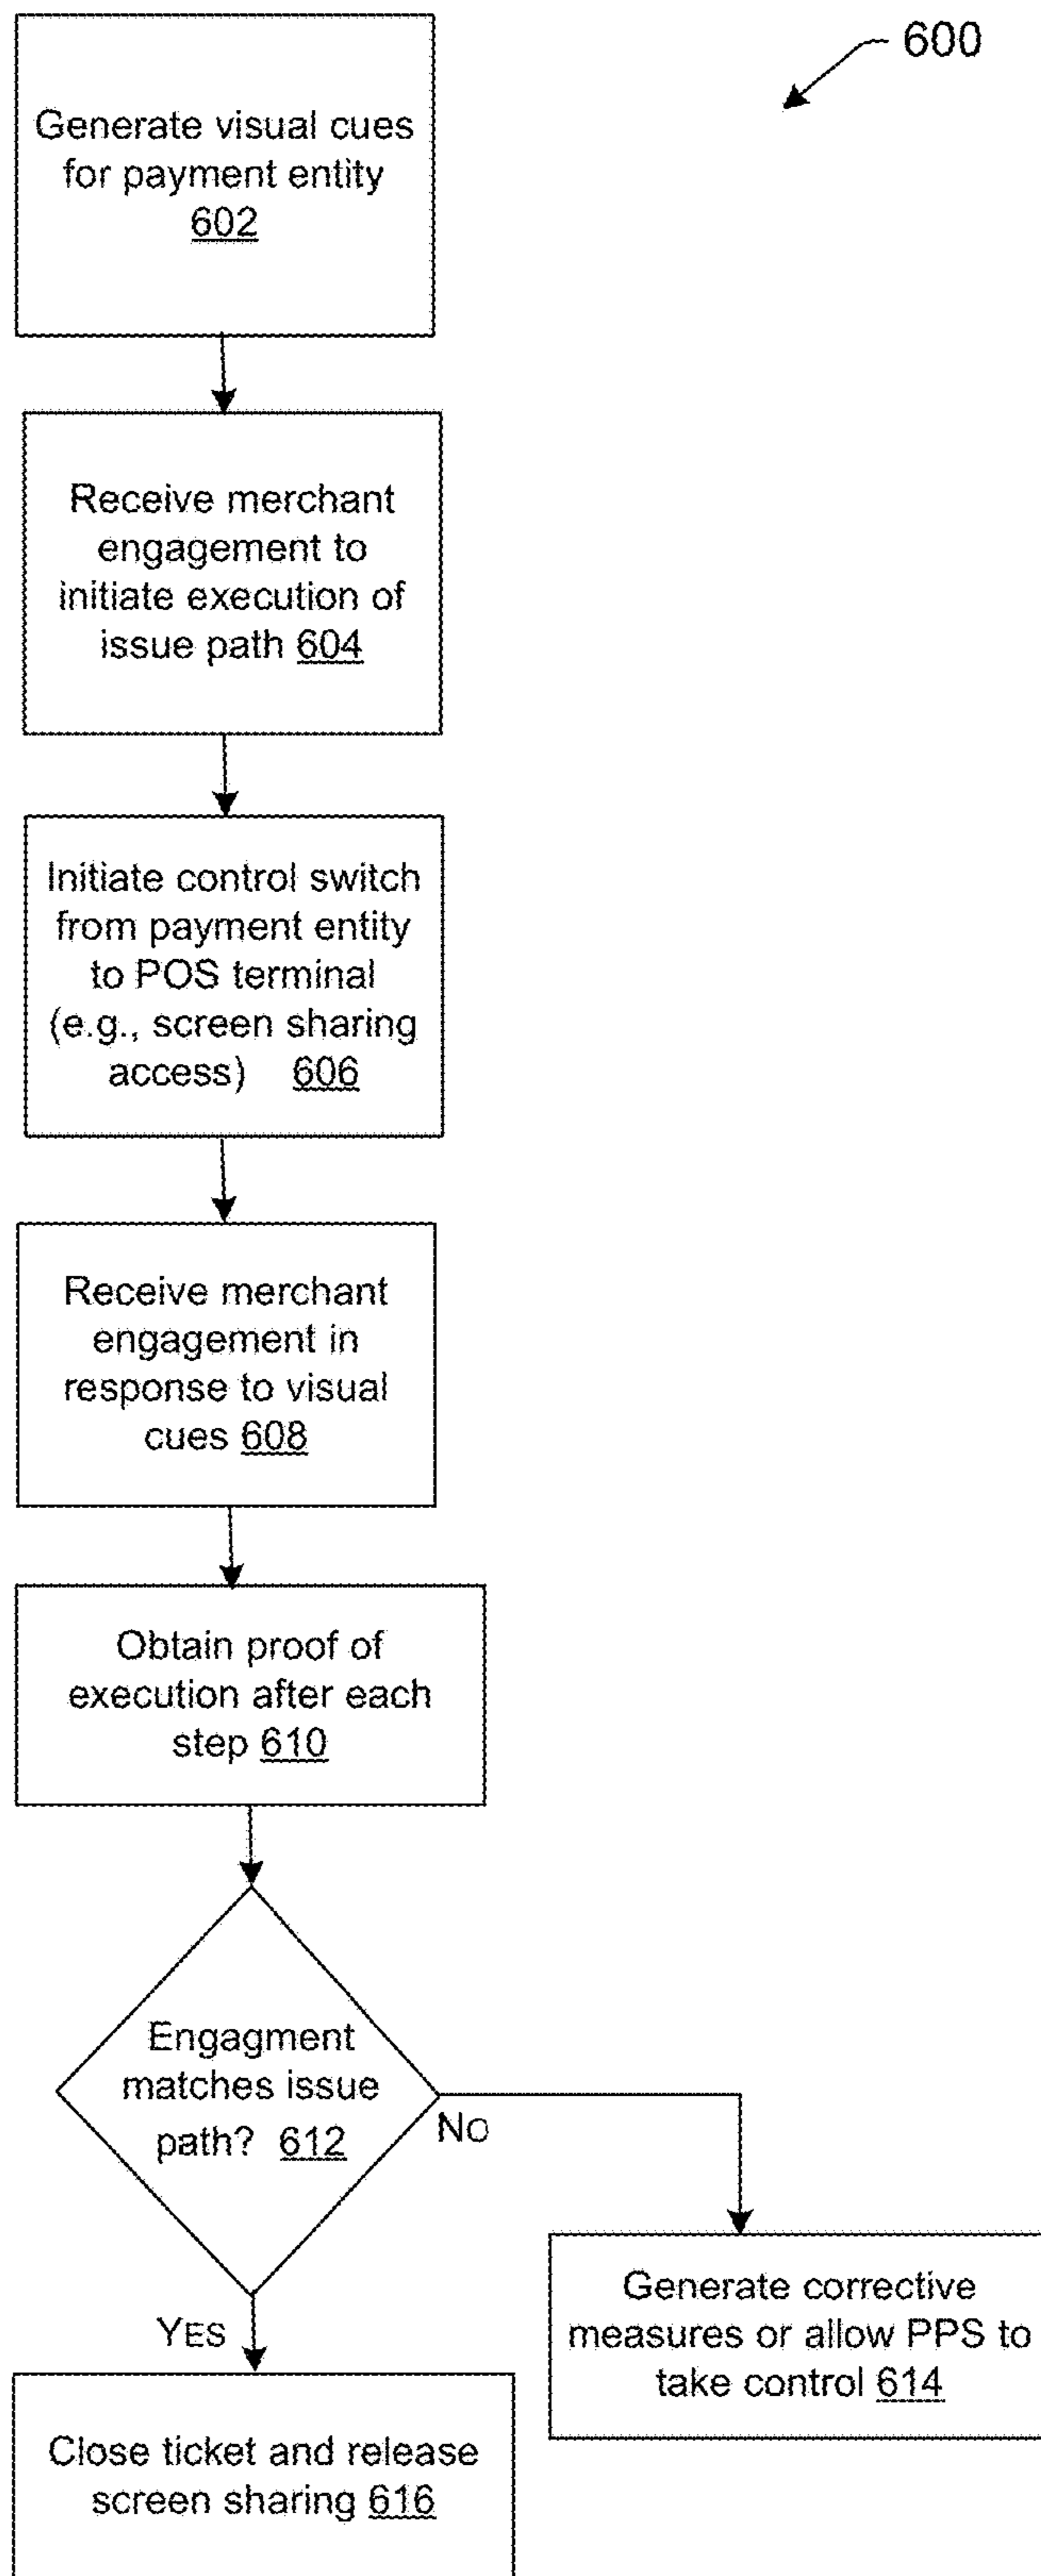 600
Generate visual cues
for payment entity
602
Receive merchant
engagement to
initiate execution of
issue path 604
Initiate control switch
from payment entity
to POS terminal
(e.g., screen sharing
access) 606
Receive merchant
engagement in
response to visual
cues 608
Obtain proof of
execution after each
step 610
Engagment
matches issue
path? 612
NO
YES
Generate corrective
measures or allow PPS to
take control 614
Close ticket and release
screen sharing 616